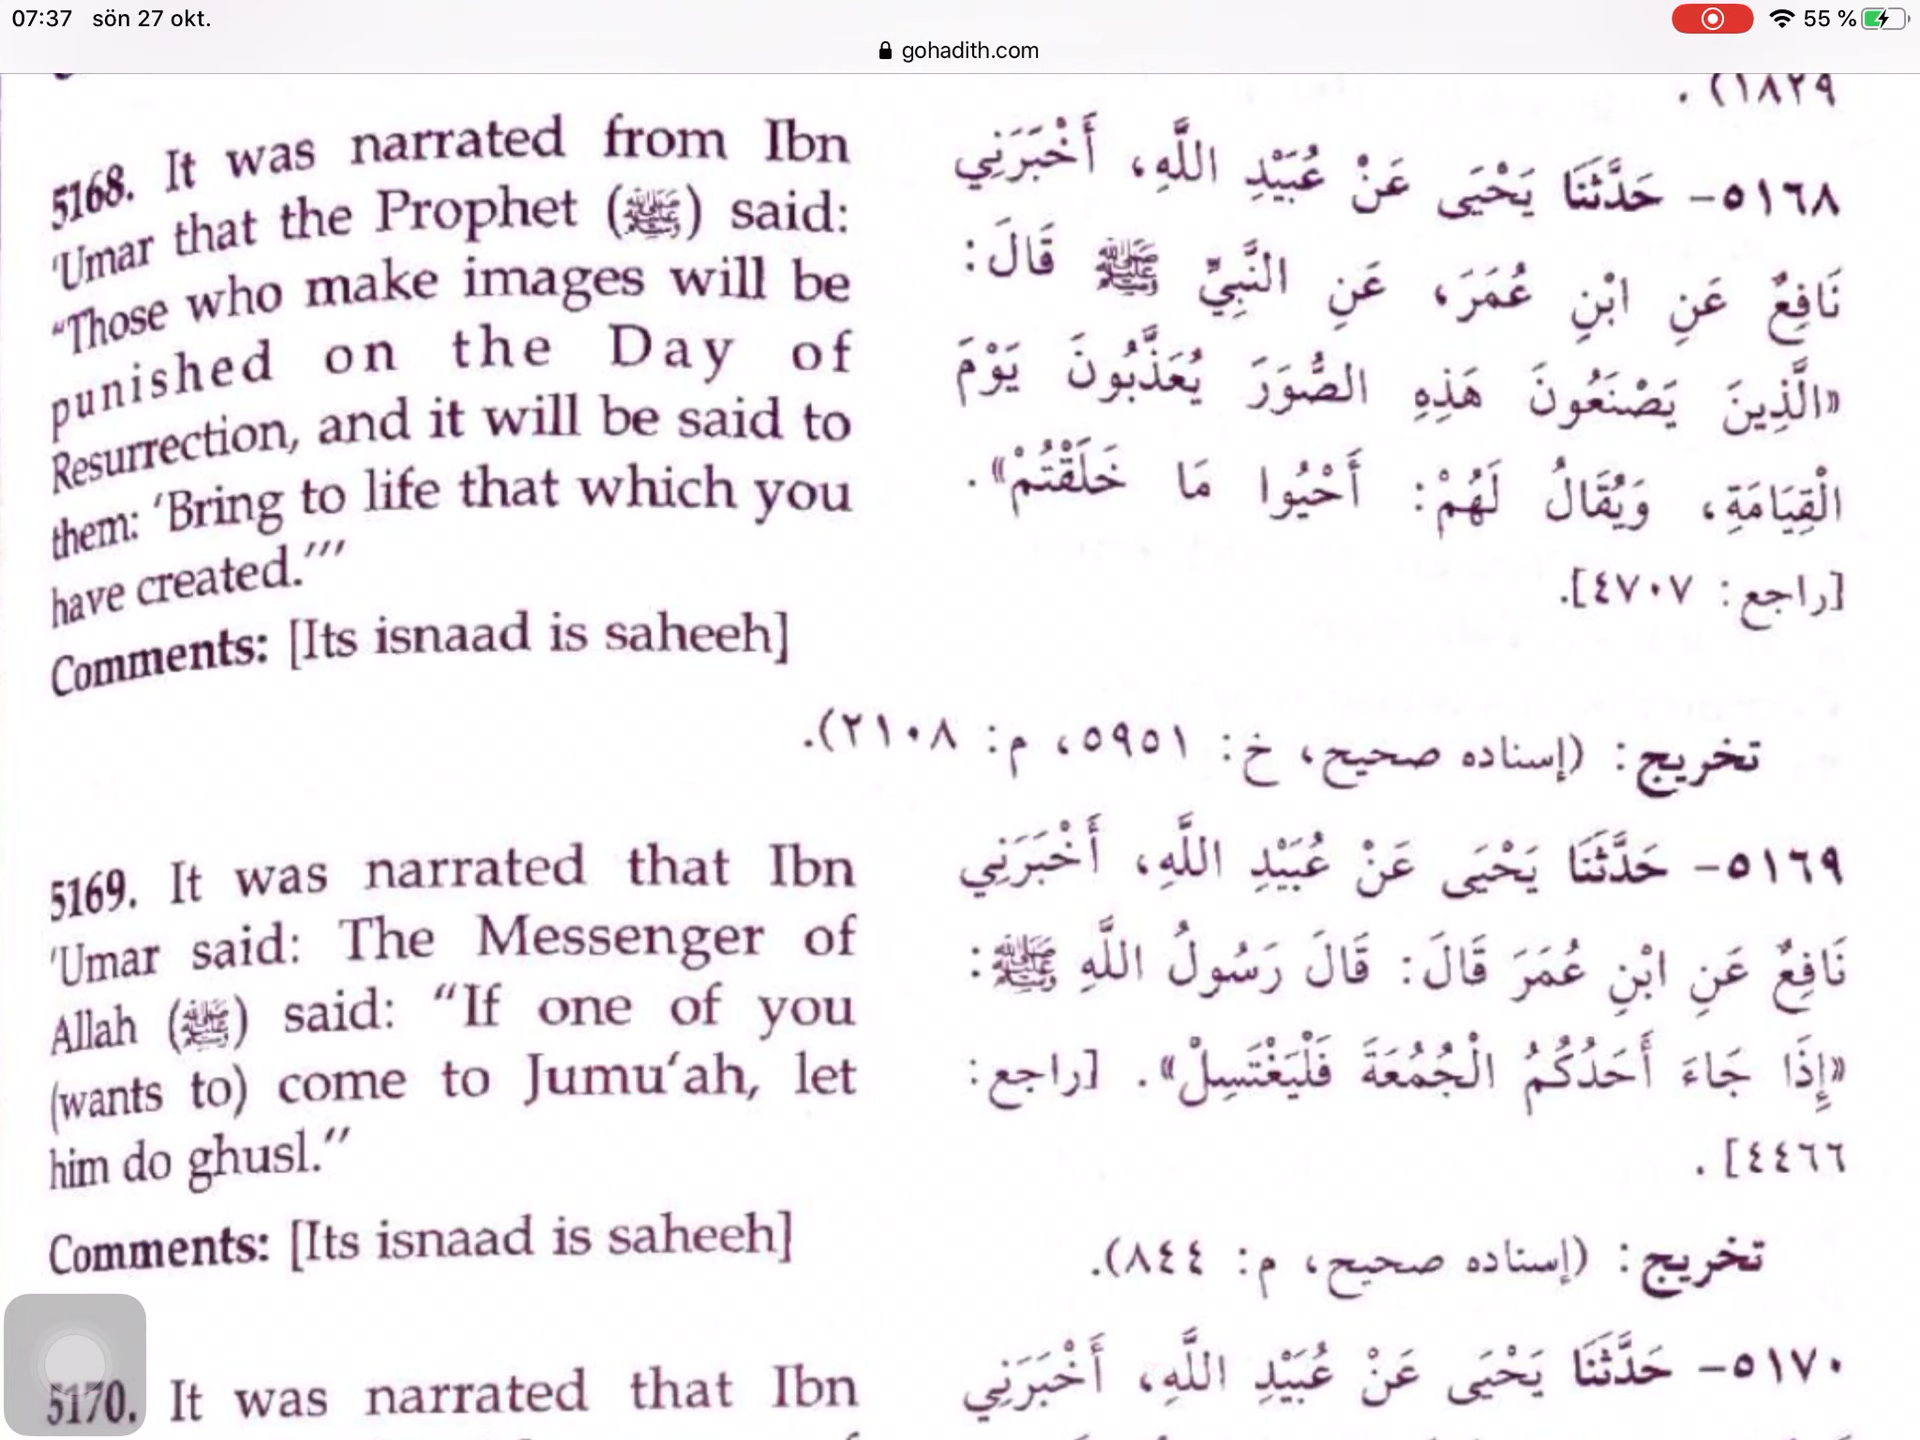 07:37 sön 27 okt.
55 %
gohadith.com
5168. It was narrated from Ibn
'Umar that the Prophet (ﷺ) said:
“Those who make images will be
punished on the Day of
Resurrection, and it will be said to
them: ‘Bring to life that which you
have created.’”
Comments: [Its isnaad is saheeh]
١٨٢٩).
٥١٦٨- حَدَّثَنَا يَحْيَى عَنْ عُبَيْدِ اللَّهِ، أَخْبَرَنِي
نَافِعٌ عَنِ ابْنِ عُمَرَ، عَنِ النَّبِيِّ ﷺ قَالَ:
«الَّذِينَ يَصْنَعُونَ هَذِهِ الصُّوَرَ يُعَذَّبُونَ يَوْمَ
الْقِيَامَةِ، وَيُقَالُ لَهُمْ: أَحْيُوا مَا خَلَقْتُمْ».
[راجع: ٤٧٠٧].
تخريج: (إسناده صحيح، خ: ٥٩٥١، م: ٢١٠٨).
5169. It was narrated that Ibn
'Umar said: The Messenger of
Allah (ﷺ) said: “If one of you
(wants to) come to Jumu‘ah, let
him do ghusl.”
Comments: [Its isnaad is saheeh]
٥١٦٩- حَدَّثَنَا يَحْيَى عَنْ عُبَيْدِ اللَّهِ، أَخْبَرَنِي
نَافِعٌ عَنِ ابْنِ عُمَرَ قَالَ: قَالَ رَسُولُ اللَّهِ ﷺ:
«إِذَا جَاءَ أَحَدُكُمُ الْجُمُعَةَ فَلْيَغْتَسِلْ». [راجع:
٤٤٦٦].
تخريج: (إسناده صحيح، م: ٨٤٤).
5170. It was narrated that Ibn
٥١٧٠- حَدَّثَنَا يَحْيَى عَنْ عُبَيْدِ اللَّهِ، أَخْبَرَنِي